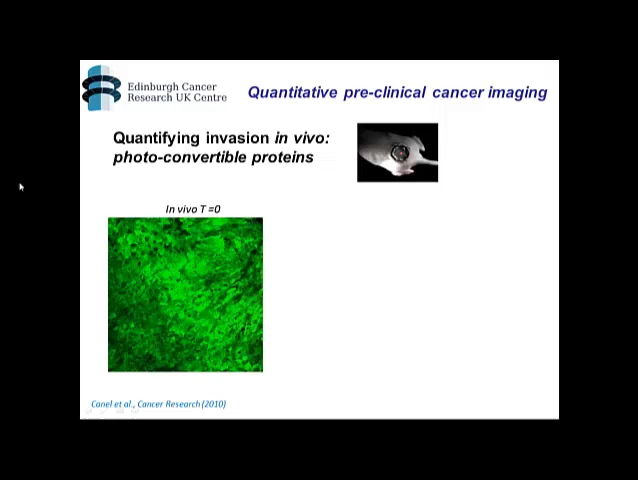 Edinburgh Cancer
Research UK Centre
Quantitative pre-clinical cancer imaging
Quantifying invasion in vivo:
photo-convertible proteins
In vivo T =0
Canel et al., Cancer Research (2010)